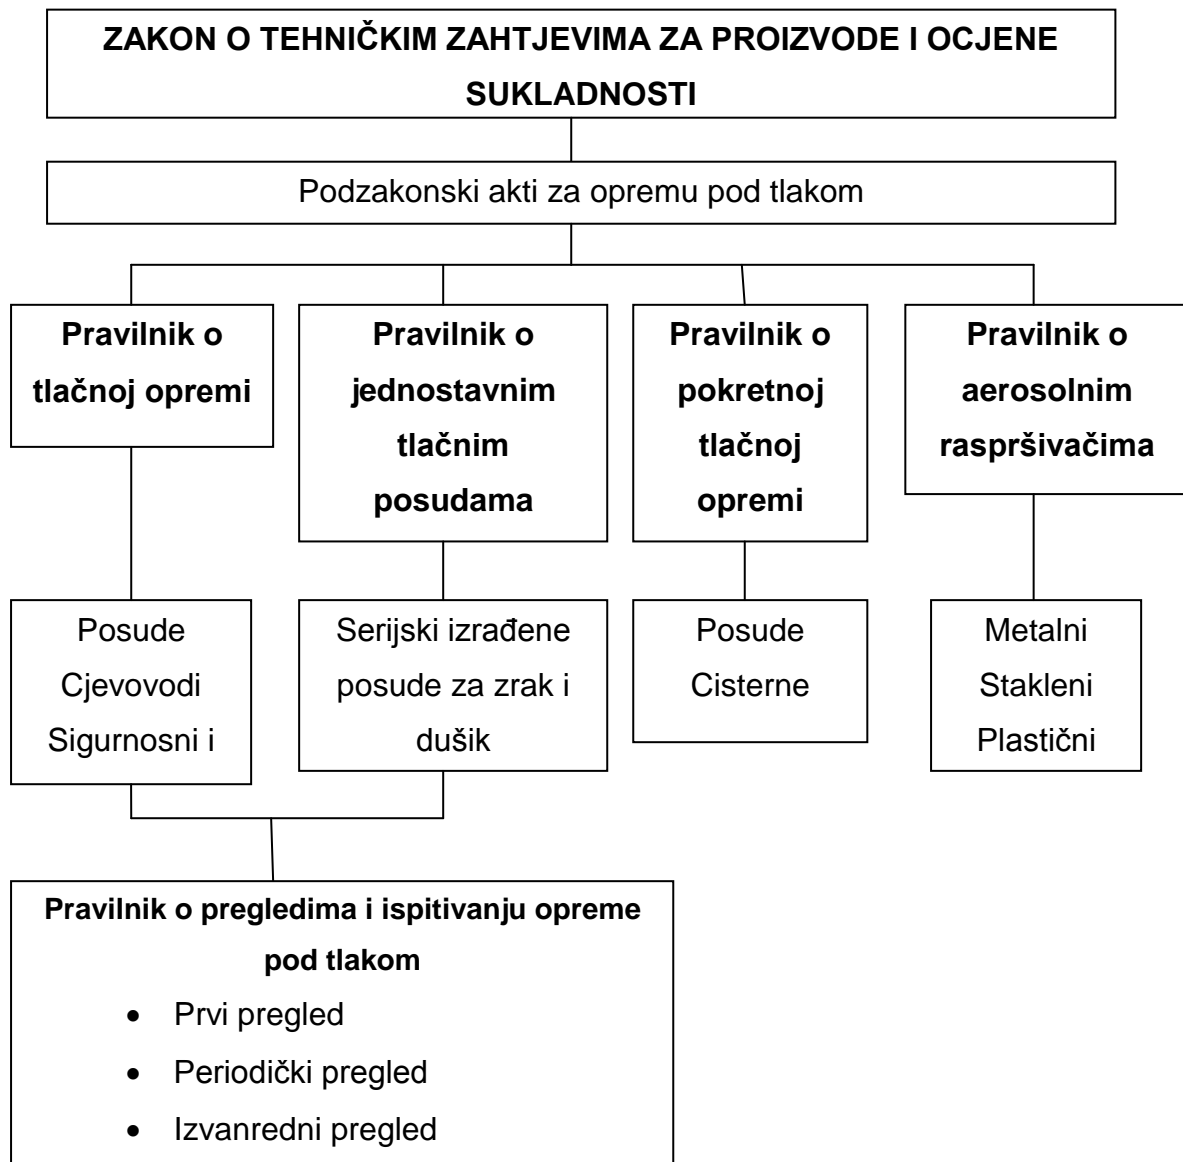 ZAKON O TEHNIČKIM ZAHTJEVIMA ZA PROIZVODE I OCJENE
SUKLADNOSTI
Podzakonski akti za opremu pod tlakom
Pravilnik o
tlačnoj opremi
Pravilnik o
jednostavnim
tlačnim
posudama
Pravilnik o
pokretnoj
tlačnoj
opremi
Pravilnik o
aerosolnim
raspršivačima
Posude
Cjevovodi
Sigurnosni i
Serijski izrađene
posude za zrak i
dušik
Posude
Cisterne
Metalni
Stakleni
Plastični
Pravilnik o pregledima i ispitivanju opreme
pod tlakom
• Prvi pregled
• Periodički pregled
• Izvanredni pregled